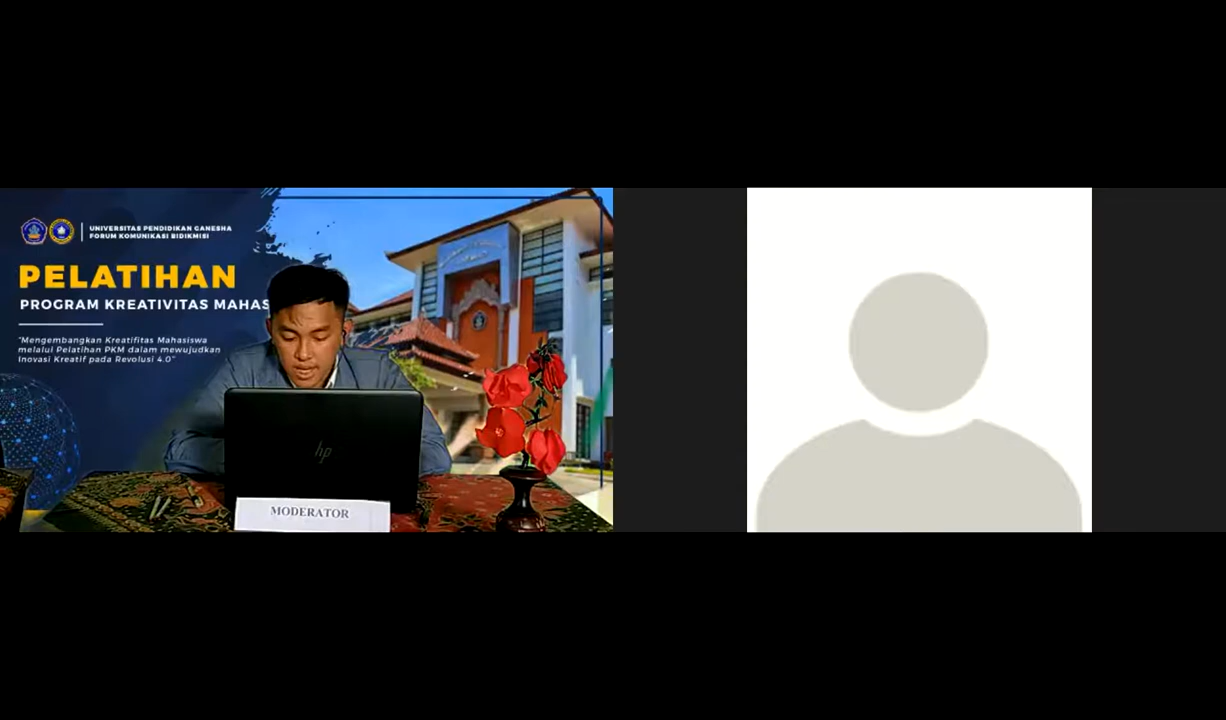 UNIVERSITAS PENDIDIKAN GANESHA
FORUM KOMUNIKASI BIDIKMISI
PELATIHAN
PROGRAM KREATIVITAS MAHAS
"Mengembangkan Kreatifitas Mahasiswa
melalui Pelatihan PKM dalam mewujudkan
Inovasi Kreatif pada Revolusi 4.0"
hp
MODERATOR